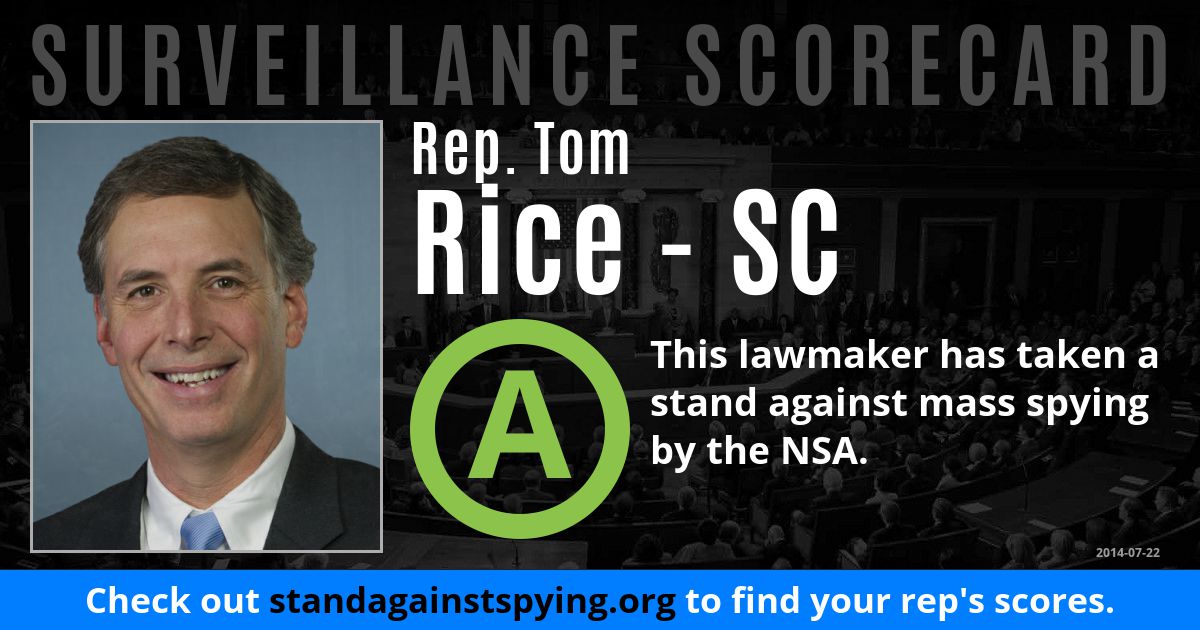 SURVEILLANCE SCORECARD
Rep. Tom
Rice - SC
A
This lawmaker has taken a
stand against mass spying
by the NSA.
2014-07-22
Check out standagainstspying.org to find your rep's scores.